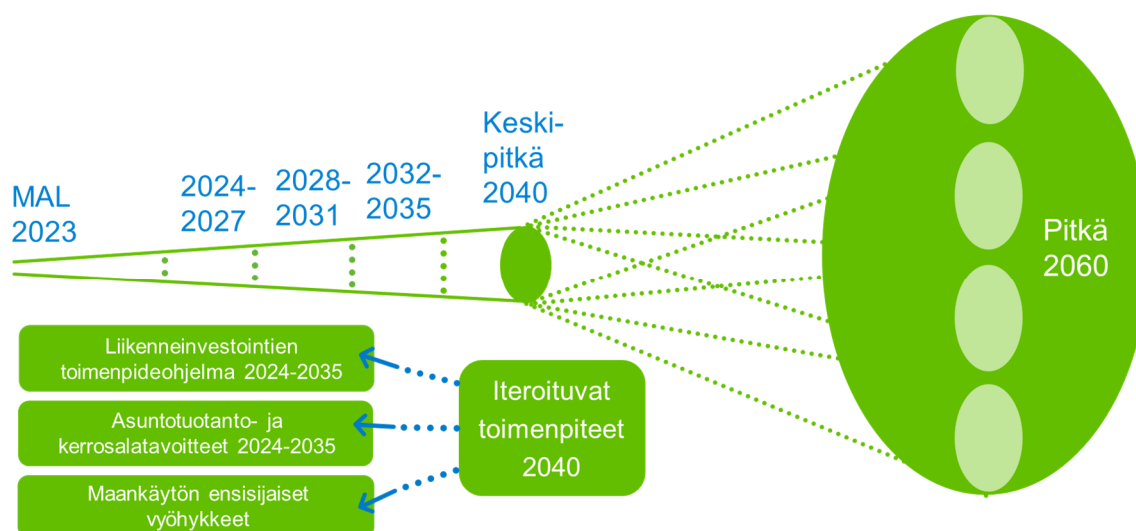 MAL
2023
2024-
2027
2028-
2031
2032-
2035
Keski-
pitkä
2040
Pitkä
2060
Liikenneinvestointien
toimenpideohjelma 2024-2035
Asuntotuotanto- ja
kerrosalatavoitteet 2024-2035
Maankäytön ensisijaiset
vyöhykkeet
Iteroituvat
toimenpiteet
2040